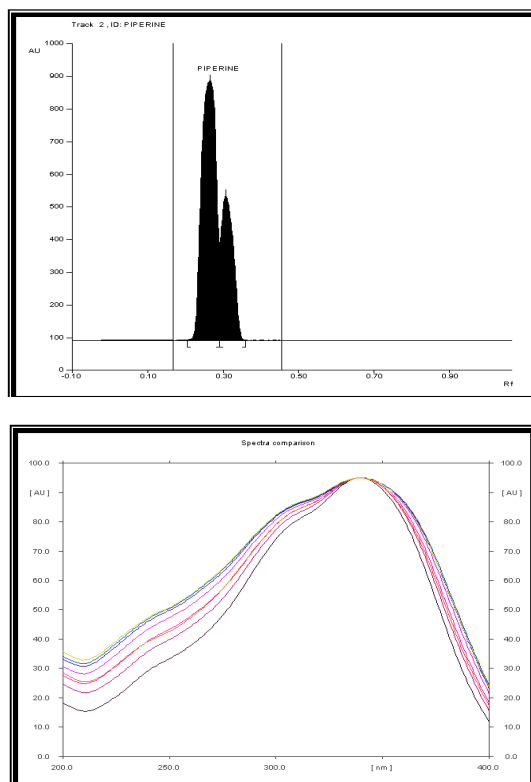 Track 2 , ID: PIPERINE
AU
1000
900
800
700
600
500
400
300
200
100
0
PIPERINE
-0.10 0.10 0.30 0.50 0.70 0.90
Rf
Spectra comparison
100.0 100.0
[ AU ] [ AU ]
80.0 80.0
70.0 70.0
60.0 60.0
50.0 50.0
40.0 40.0
30.0 30.0
20.0 20.0
10.0 10.0
0.0 0.0
200.0 250.0 300.0 [ nm ] 400.0